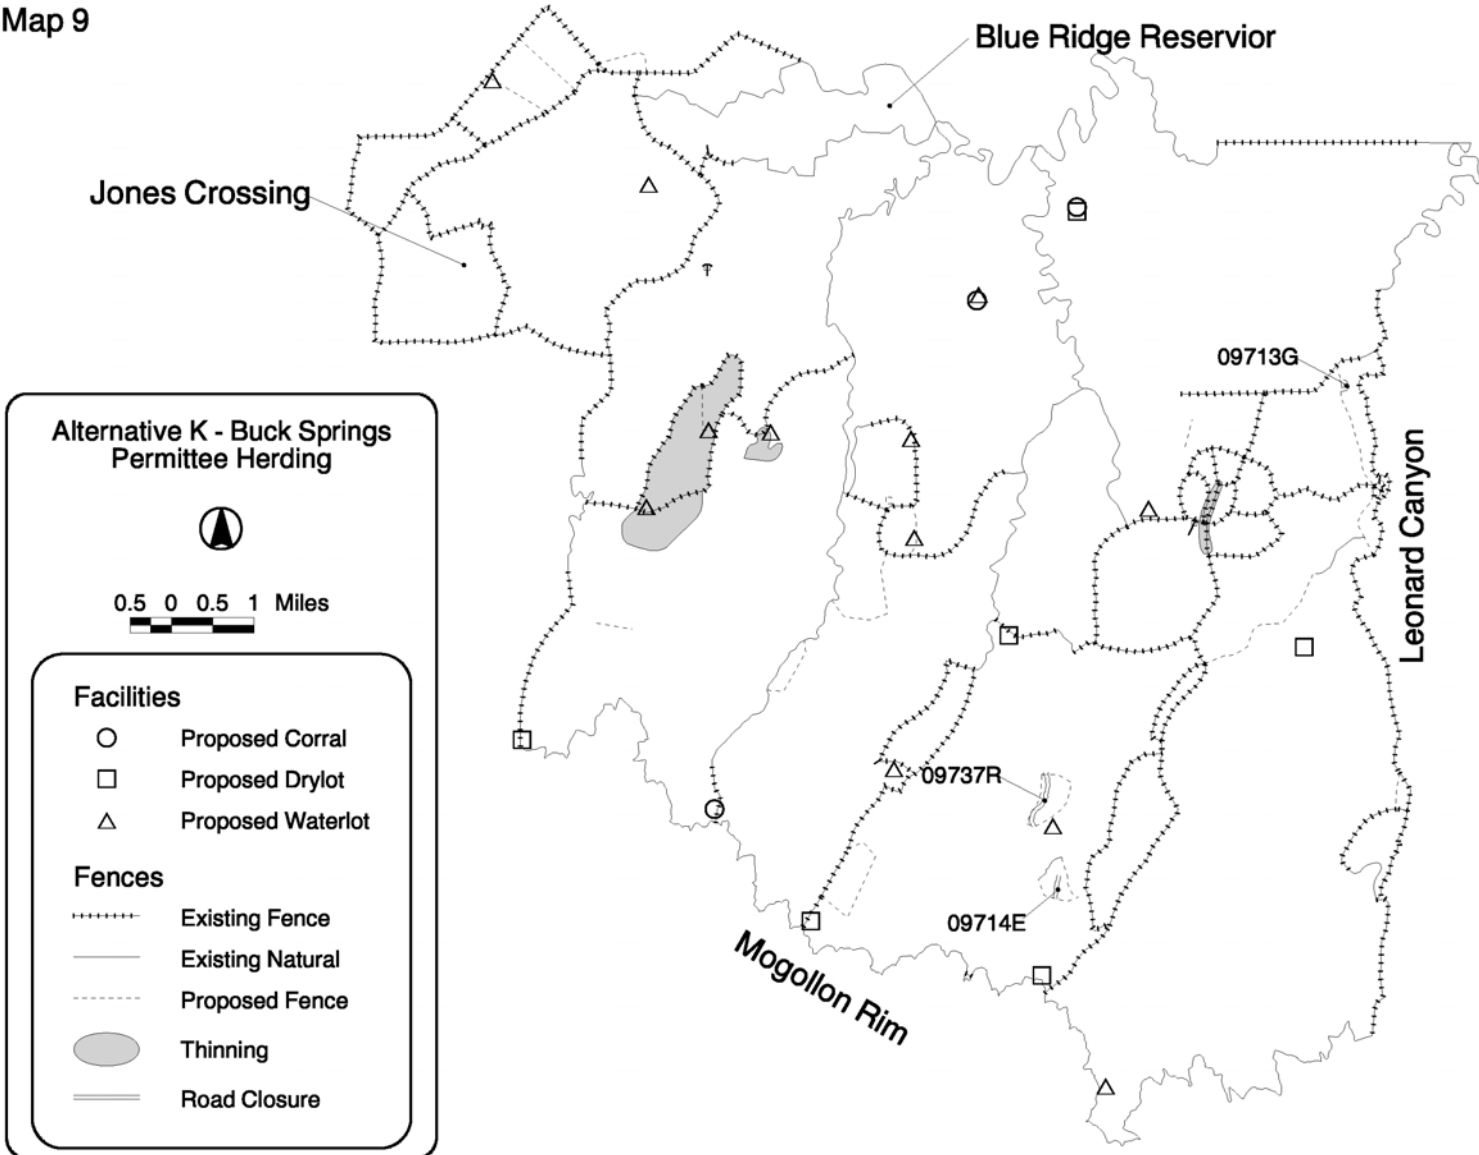 Map 9
Blue Ridge Reservior
Jones Crossing
09713G
Leonard Canyon
Alternative K - Buck Springs
Permittee Herding
0.5 0 0.5 1 Miles
Facilities
Proposed Corral
Proposed Drylot
Proposed Waterlot
Fences
Existing Fence
Existing Natural
Proposed Fence
Thinning
Road Closure
09737R
09714E
Mogollon Rim